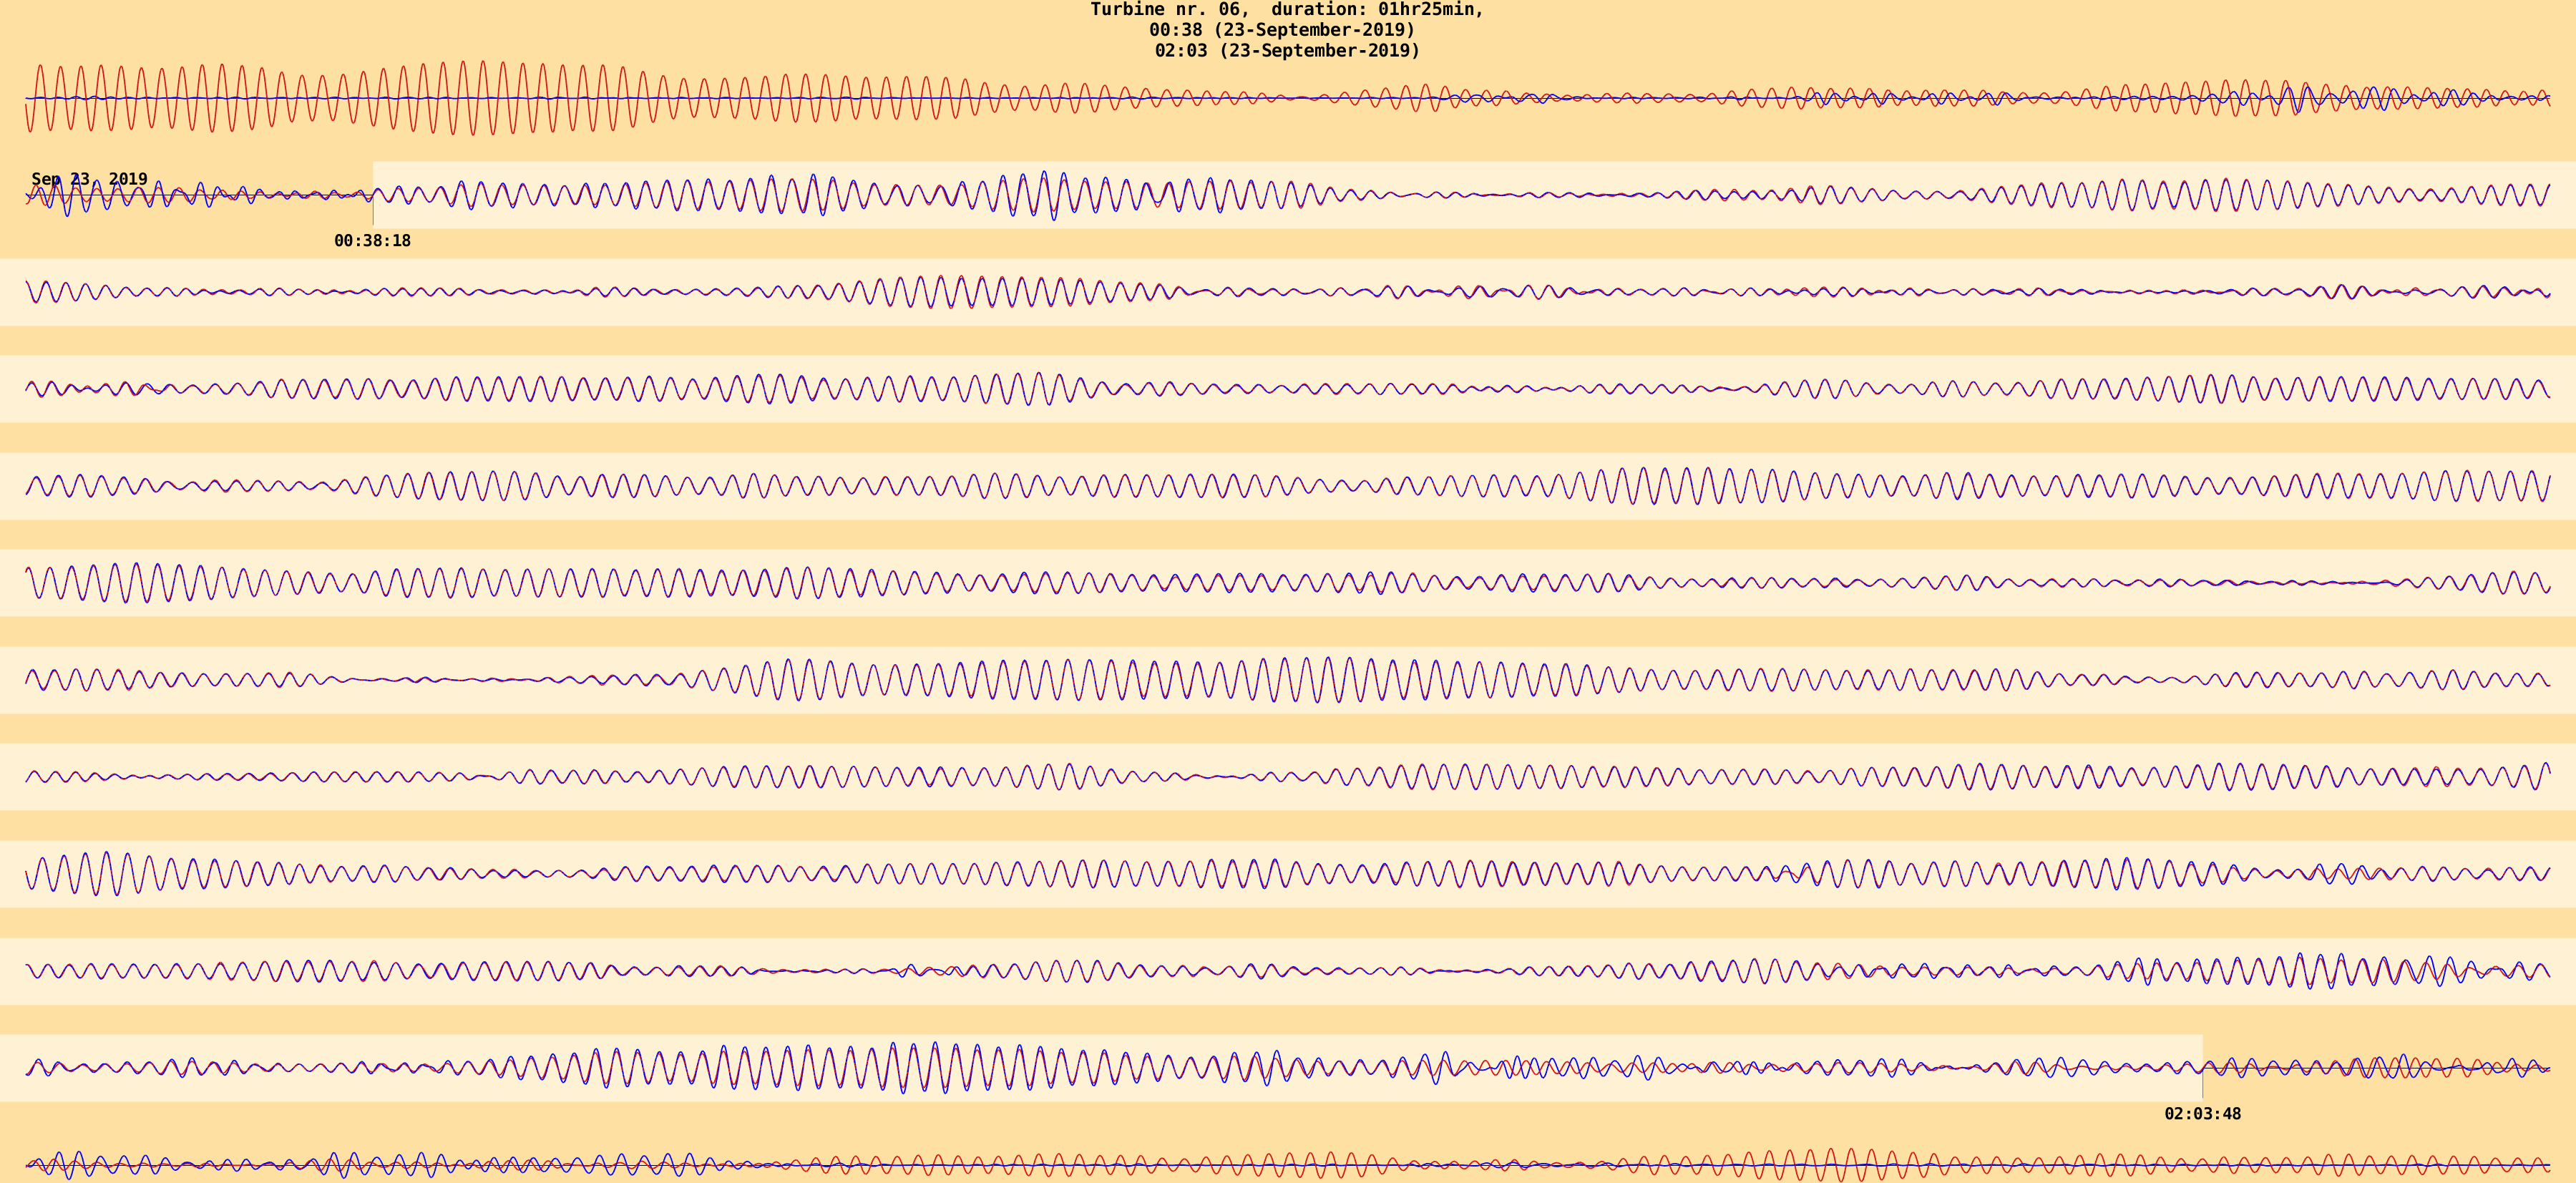 Turbine nr. 06,  duration: 01hr25min,
00:38 (23-September-2019)
02:03 (23-September-2019)
Sep 23, 2019
00:38:18
02:03:48